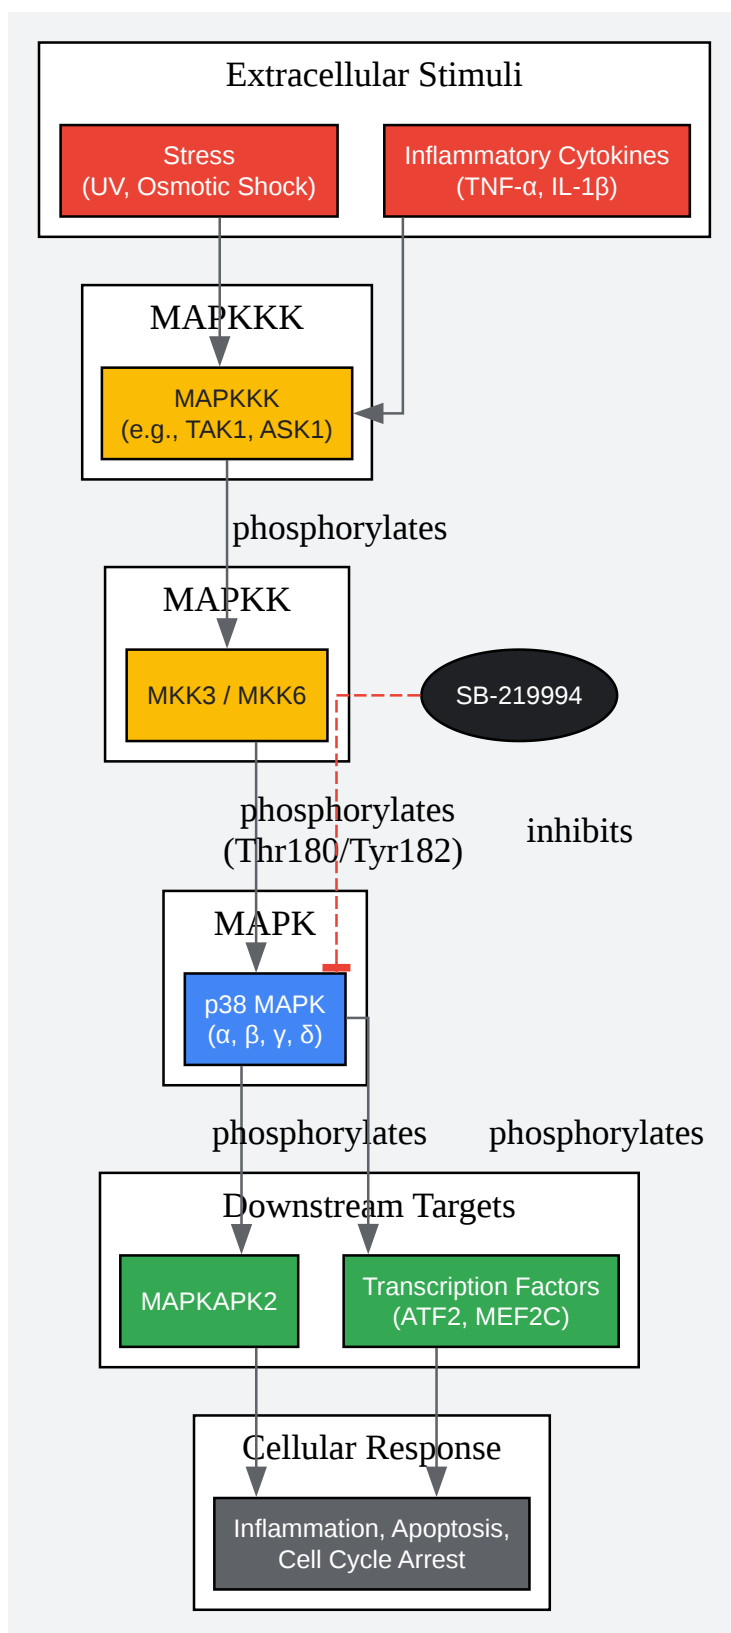 Extracellular Stimuli
Stress
(UV, Osmotic Shock)
Inflammatory Cytokines
(TNF-α, IL-1β)
MAPKKK
MAPKKK
(e.g., TAK1, ASK1)
phosphorylates
MAPKK
MKK3 / MKK6
SB-219994
phosphorylates
(Thr180/Tyr182)
inhibits
MAPK
p38 MAPK
(α, β, γ, δ)
phosphorylates
phosphorylates
Downstream Targets
MAPKAPK2
Transcription Factors
(ATF2, MEF2C)
Cellular Response
Inflammation, Apoptosis,
Cell Cycle Arrest